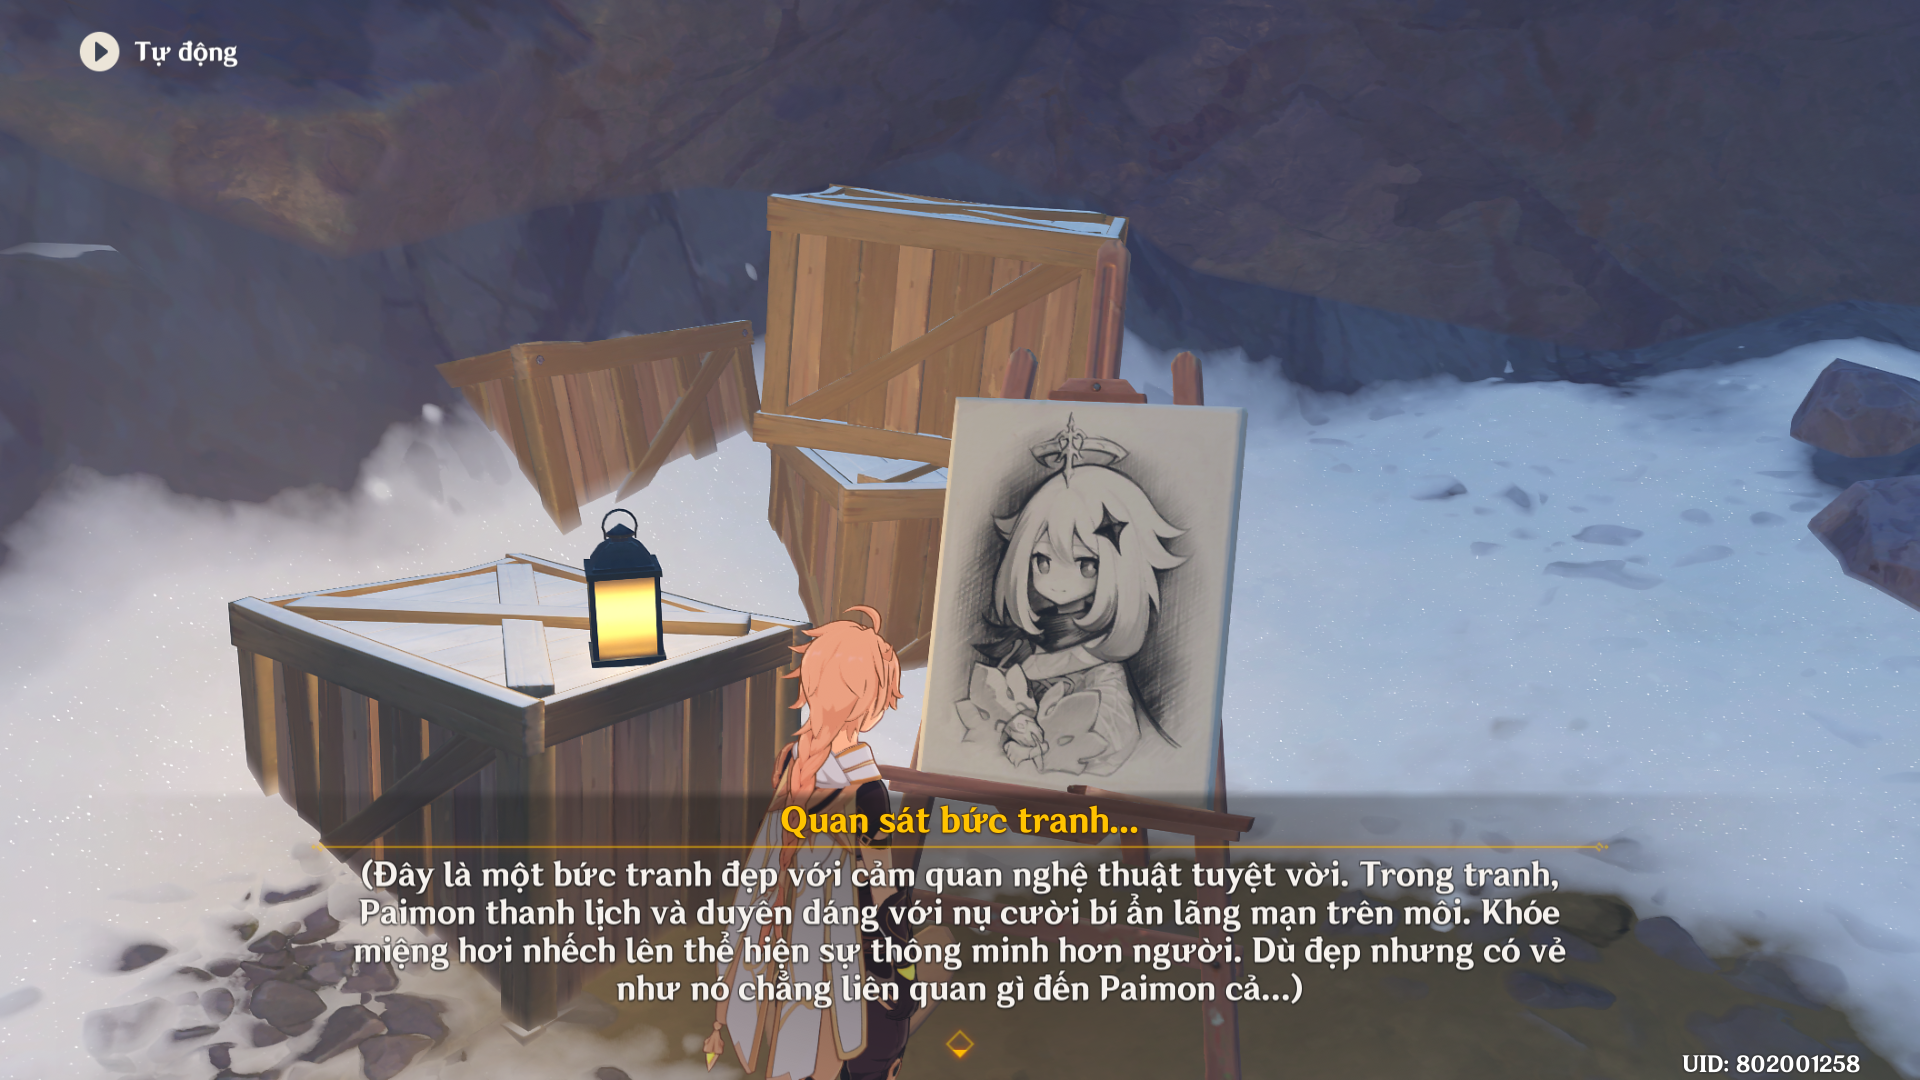 Tự động
Quan sát bức tranh...
(Đây là một bức tranh đẹp với cảm quan nghệ thuật tuyệt vời. Trong tranh,
Paimon thanh lịch và duyên dáng với nụ cười bí ẩn lãng mạn trên môi. Khóe
miệng hơi nhếch lên thể hiện sự thông minh hơn người. Dù đẹp nhưng có vẻ
như nó chẳng liên quan gì đến Paimon cả...)
UID: 802001258